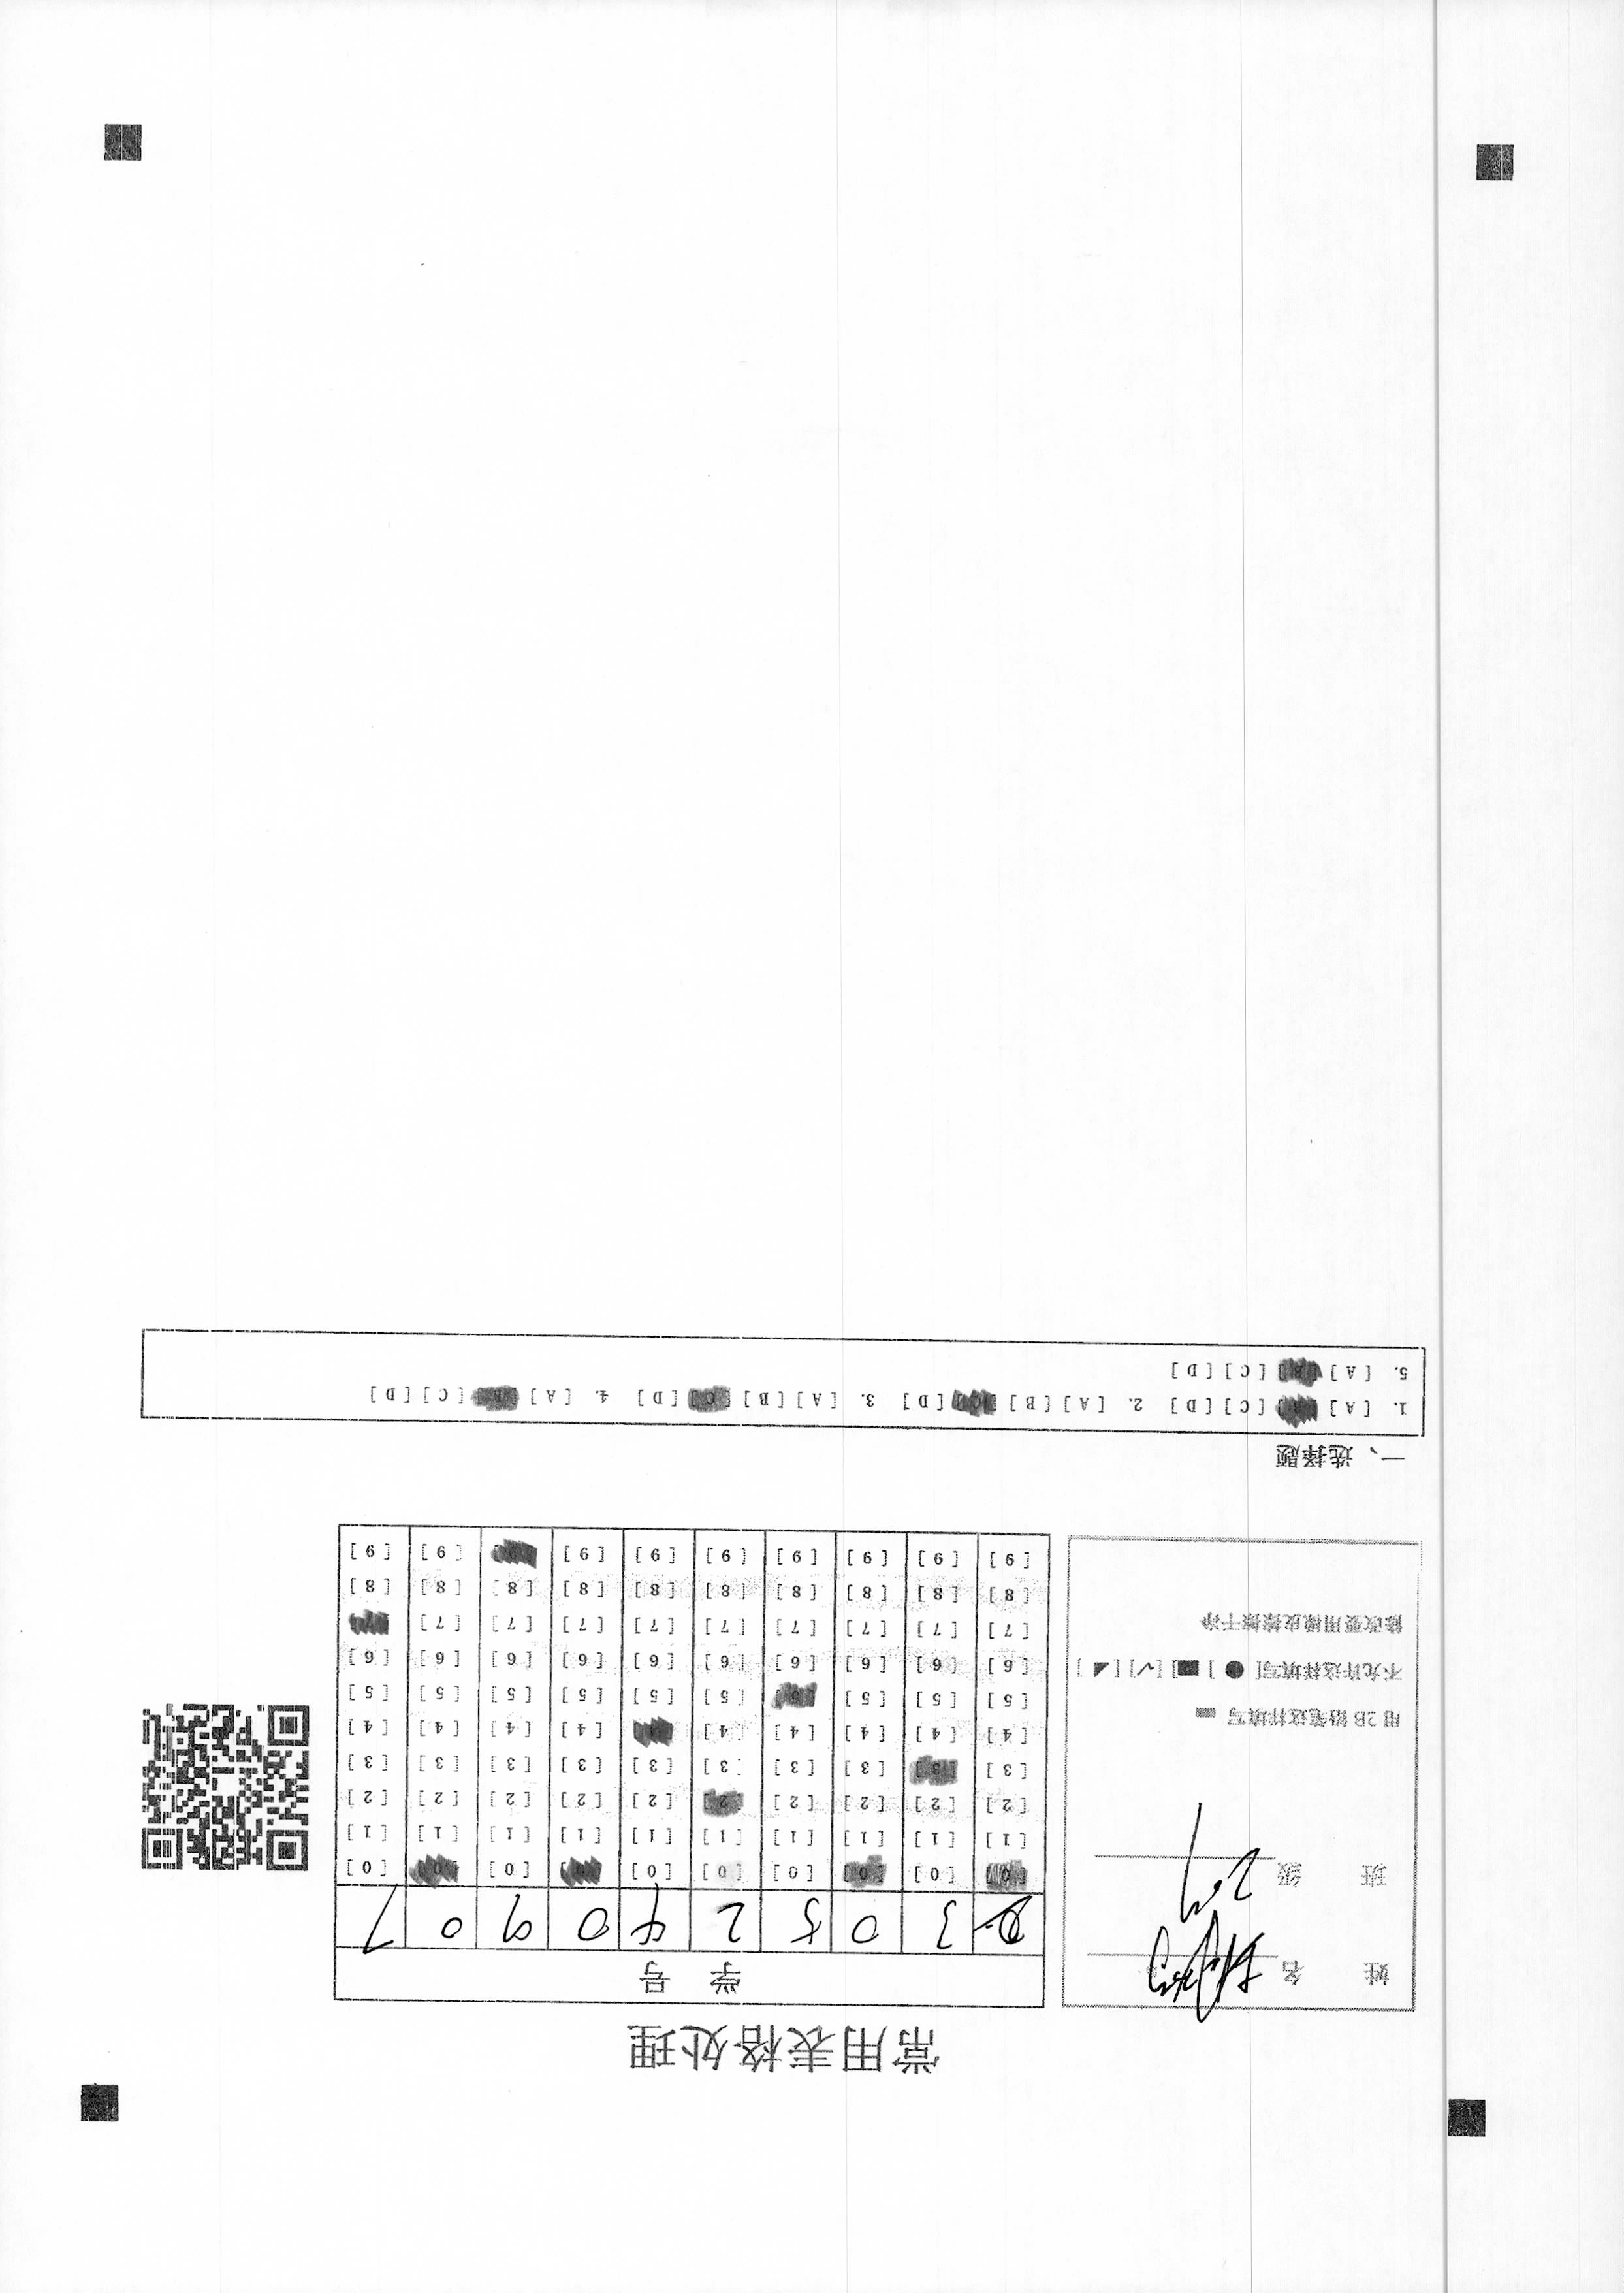 常用表格处理
姓 名
班 级
用 2B 铅笔这样填写
不允许这样填写[●] [■] [√] [◢]
修改要用橡皮擦擦干净
学 号
0 3 0 5 2 4 0 9 0 7
[0] [0] [0] [0] [0] [0] [0] [0] [0] [0]
[1] [1] [1] [1] [1] [1] [1] [1] [1] [1]
[2] [2] [2] [2] [2] [2] [2] [2] [2] [2]
[3] [3] [3] [3] [3] [3] [3] [3] [3] [3]
[4] [4] [4] [4] [4] [4] [4] [4] [4] [4]
[5] [5] [5] [5] [5] [5] [5] [5] [5] [5]
[6] [6] [6] [6] [6] [6] [6] [6] [6] [6]
[7] [7] [7] [7] [7] [7] [7] [7] [7] [7]
[8] [8] [8] [8] [8] [8] [8] [8] [8] [8]
[9] [9] [9] [9] [9] [9] [9] [9] [9] [9]
一、选择题
1. [A] [B] [C] [D] 2. [A] [B] [C] [D] 3. [A] [B] [C] [D] 4. [A] [B] [C] [D]
5. [A] [B] [C] [D]